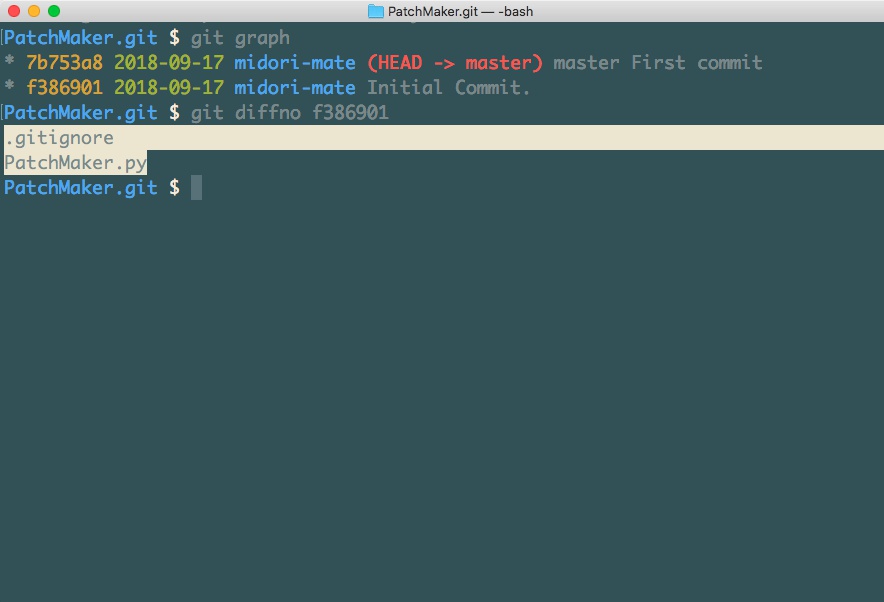 PatchMaker.git — -bash
[PatchMaker.git $ git graph
* 7b753a8 2018-09-17 midori-mate (HEAD -> master) master First commit
* f386901 2018-09-17 midori-mate Initial Commit.
[PatchMaker.git $ git diffno f386901
.gitignore
PatchMaker.py
PatchMaker.git $